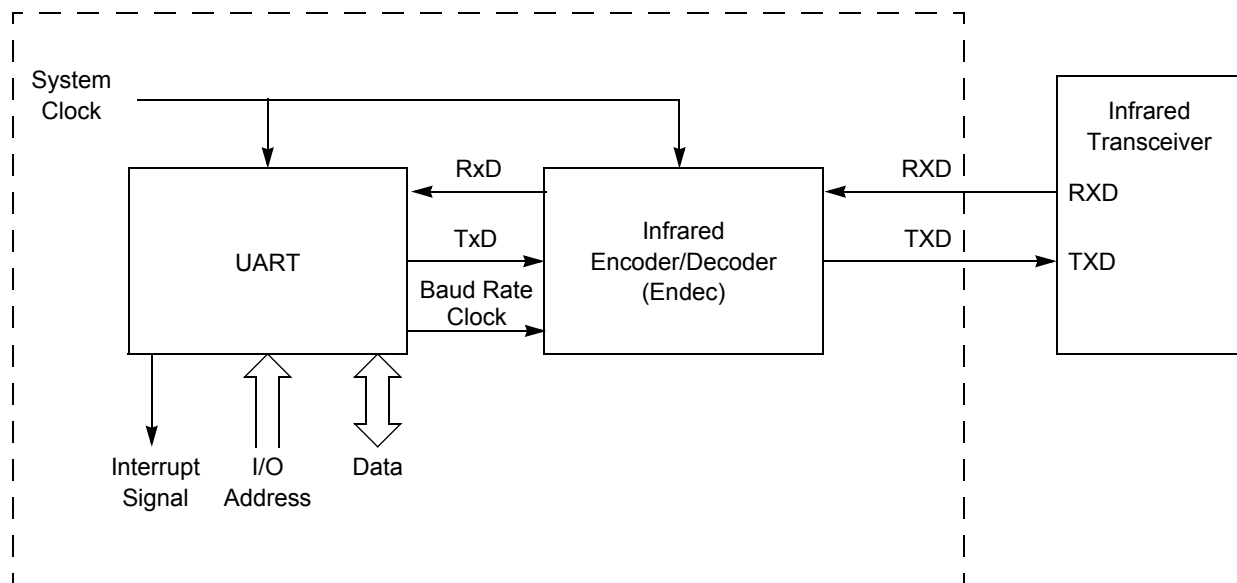 System
Clock
Infrared
Transceiver
RxD
RXD
RXD
TxD
Infrared
Encoder/Decoder
(Endec)
UART
TXD
TXD
Baud Rate
Clock
Interrupt
Signal
I/O
Address
Data